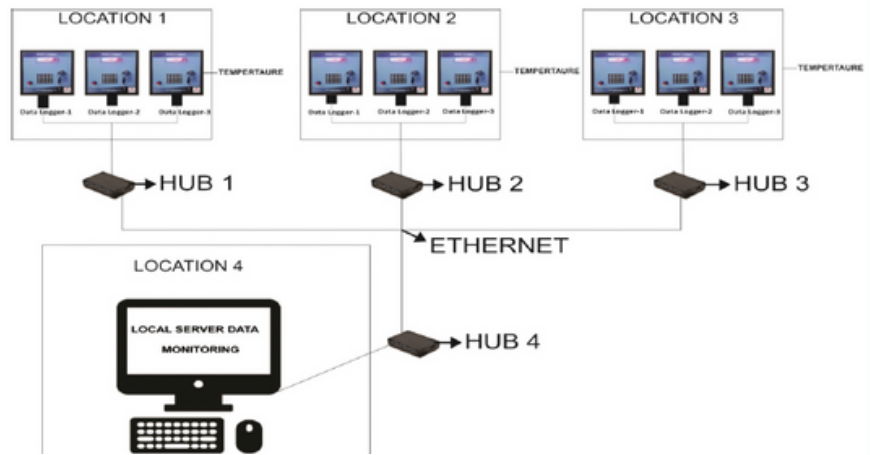 LOCATION 1
LOCATION 2
LOCATION 3
TEMPERTAURE
TEMPERTAURE
TEMPERTAURE
Data Logger-1
Data Logger-2
Data Logger-3
Data Logger-1
Data Logger-2
Data Logger-3
Data Logger-1
Data Logger-2
Data Logger-3
HUB 1
HUB 2
HUB 3
ETHERNET
LOCATION 4
LOCAL SERVER DATA
MONITORING
HUB 4